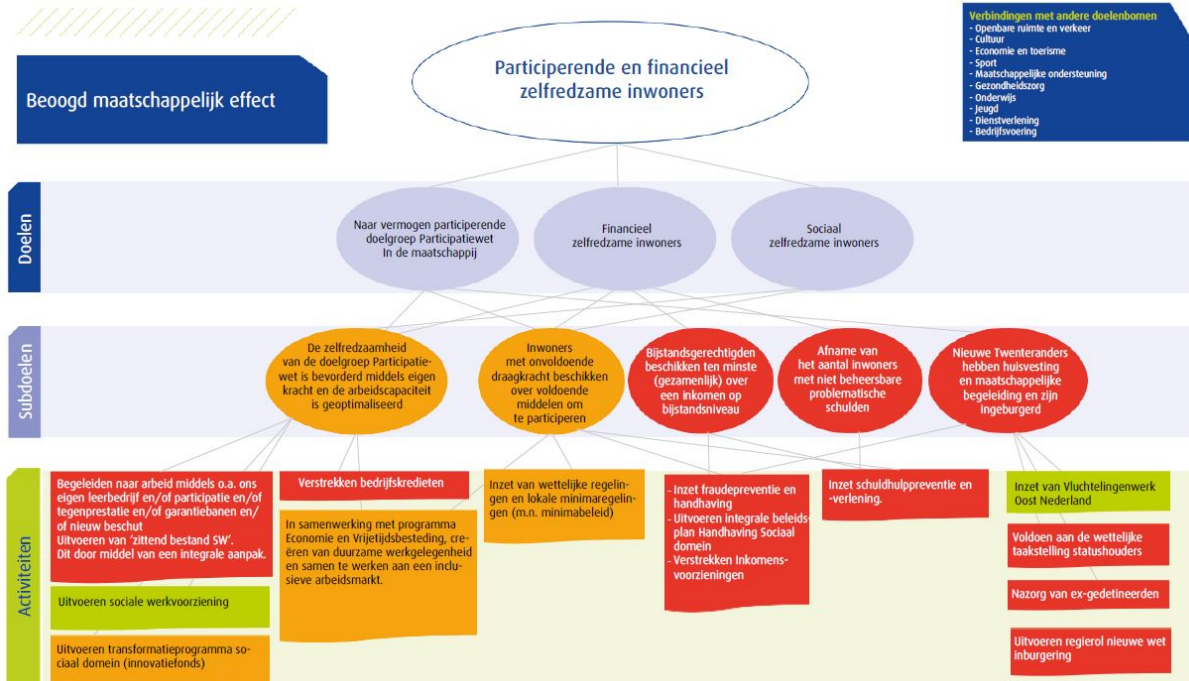 Beoogd maatschappelijk effect
Participerende en financieel
zelfredzame inwoners
Verbindingen met andere doelenbomen
- Openbare ruimte en verkeer
- Cultuur
- Economie en toerisme
- Sport
- Maatschappelijke ondersteuning
- Gezondheidszorg
- Onderwijs
- Jeugd
- Dienstverlening
- Bedrijfsvoering
Doelen
Naar vermogen participerende
doelgroep Participatiewet
In de maatschappij
Financieel
zelfredzame inwoners
Sociaal
zelfredzame inwoners
Subdoelen
De zelfredzaamheid
van de doelgroep Participatie-
wet is bevorderd middels eigen
kracht en de arbeidscapaciteit
is geoptimaliseerd
Inwoners
met onvoldoende
draagkracht beschikken
over voldoende
middelen om
te participeren
Bijstandsgerechtigden
beschikken ten minste
(gezamenlijk) over
een inkomen op
bijstandsniveau
Afname van
het aantal inwoners
met niet beheersbare
problematische
schulden
Nieuwe Twenteranders
hebben huisvesting
en maatschappelijke
begeleiding en zijn
ingeburgerd
Activiteiten
Begeleiden naar arbeid middels o.a. ons
eigen leerbedrijf en/of participatie en/of
tegenprestatie en/of garantiebanen en/
of nieuw beschut
Uitvoeren van ‘zittend bestand SW’.
Dit door middel van een integrale aanpak.
Uitvoeren sociale werkvoorziening
Uitvoeren transformatieprogramma so-
ciaal domein (innovatiefonds)
Verstrekken bedrijfskredieten
In samenwerking met programma
Economie en Vrijetijdsbesteding, cre-
ëren van duurzame werkgelegenheid
en samen te werken aan een inclu-
sieve arbeidsmarkt.
Inzet van wettelijke regelin-
gen en lokale minimaregelin-
gen (m.n. minimabeleid)
- Inzet fraudepreventie en
handhaving
- Uitvoeren integrale beleids-
plan Handhaving Sociaal
domein
- Verstrekken Inkomens-
voorzieningen
Inzet schuldhulppreventie en
-verlening.
Inzet van Vluchtelingenwerk
Oost Nederland
Voldoen aan de wettelijke
taakstelling statushouders
Nazorg van ex-gedetineerden
Uitvoeren regierol nieuwe wet
inburgering